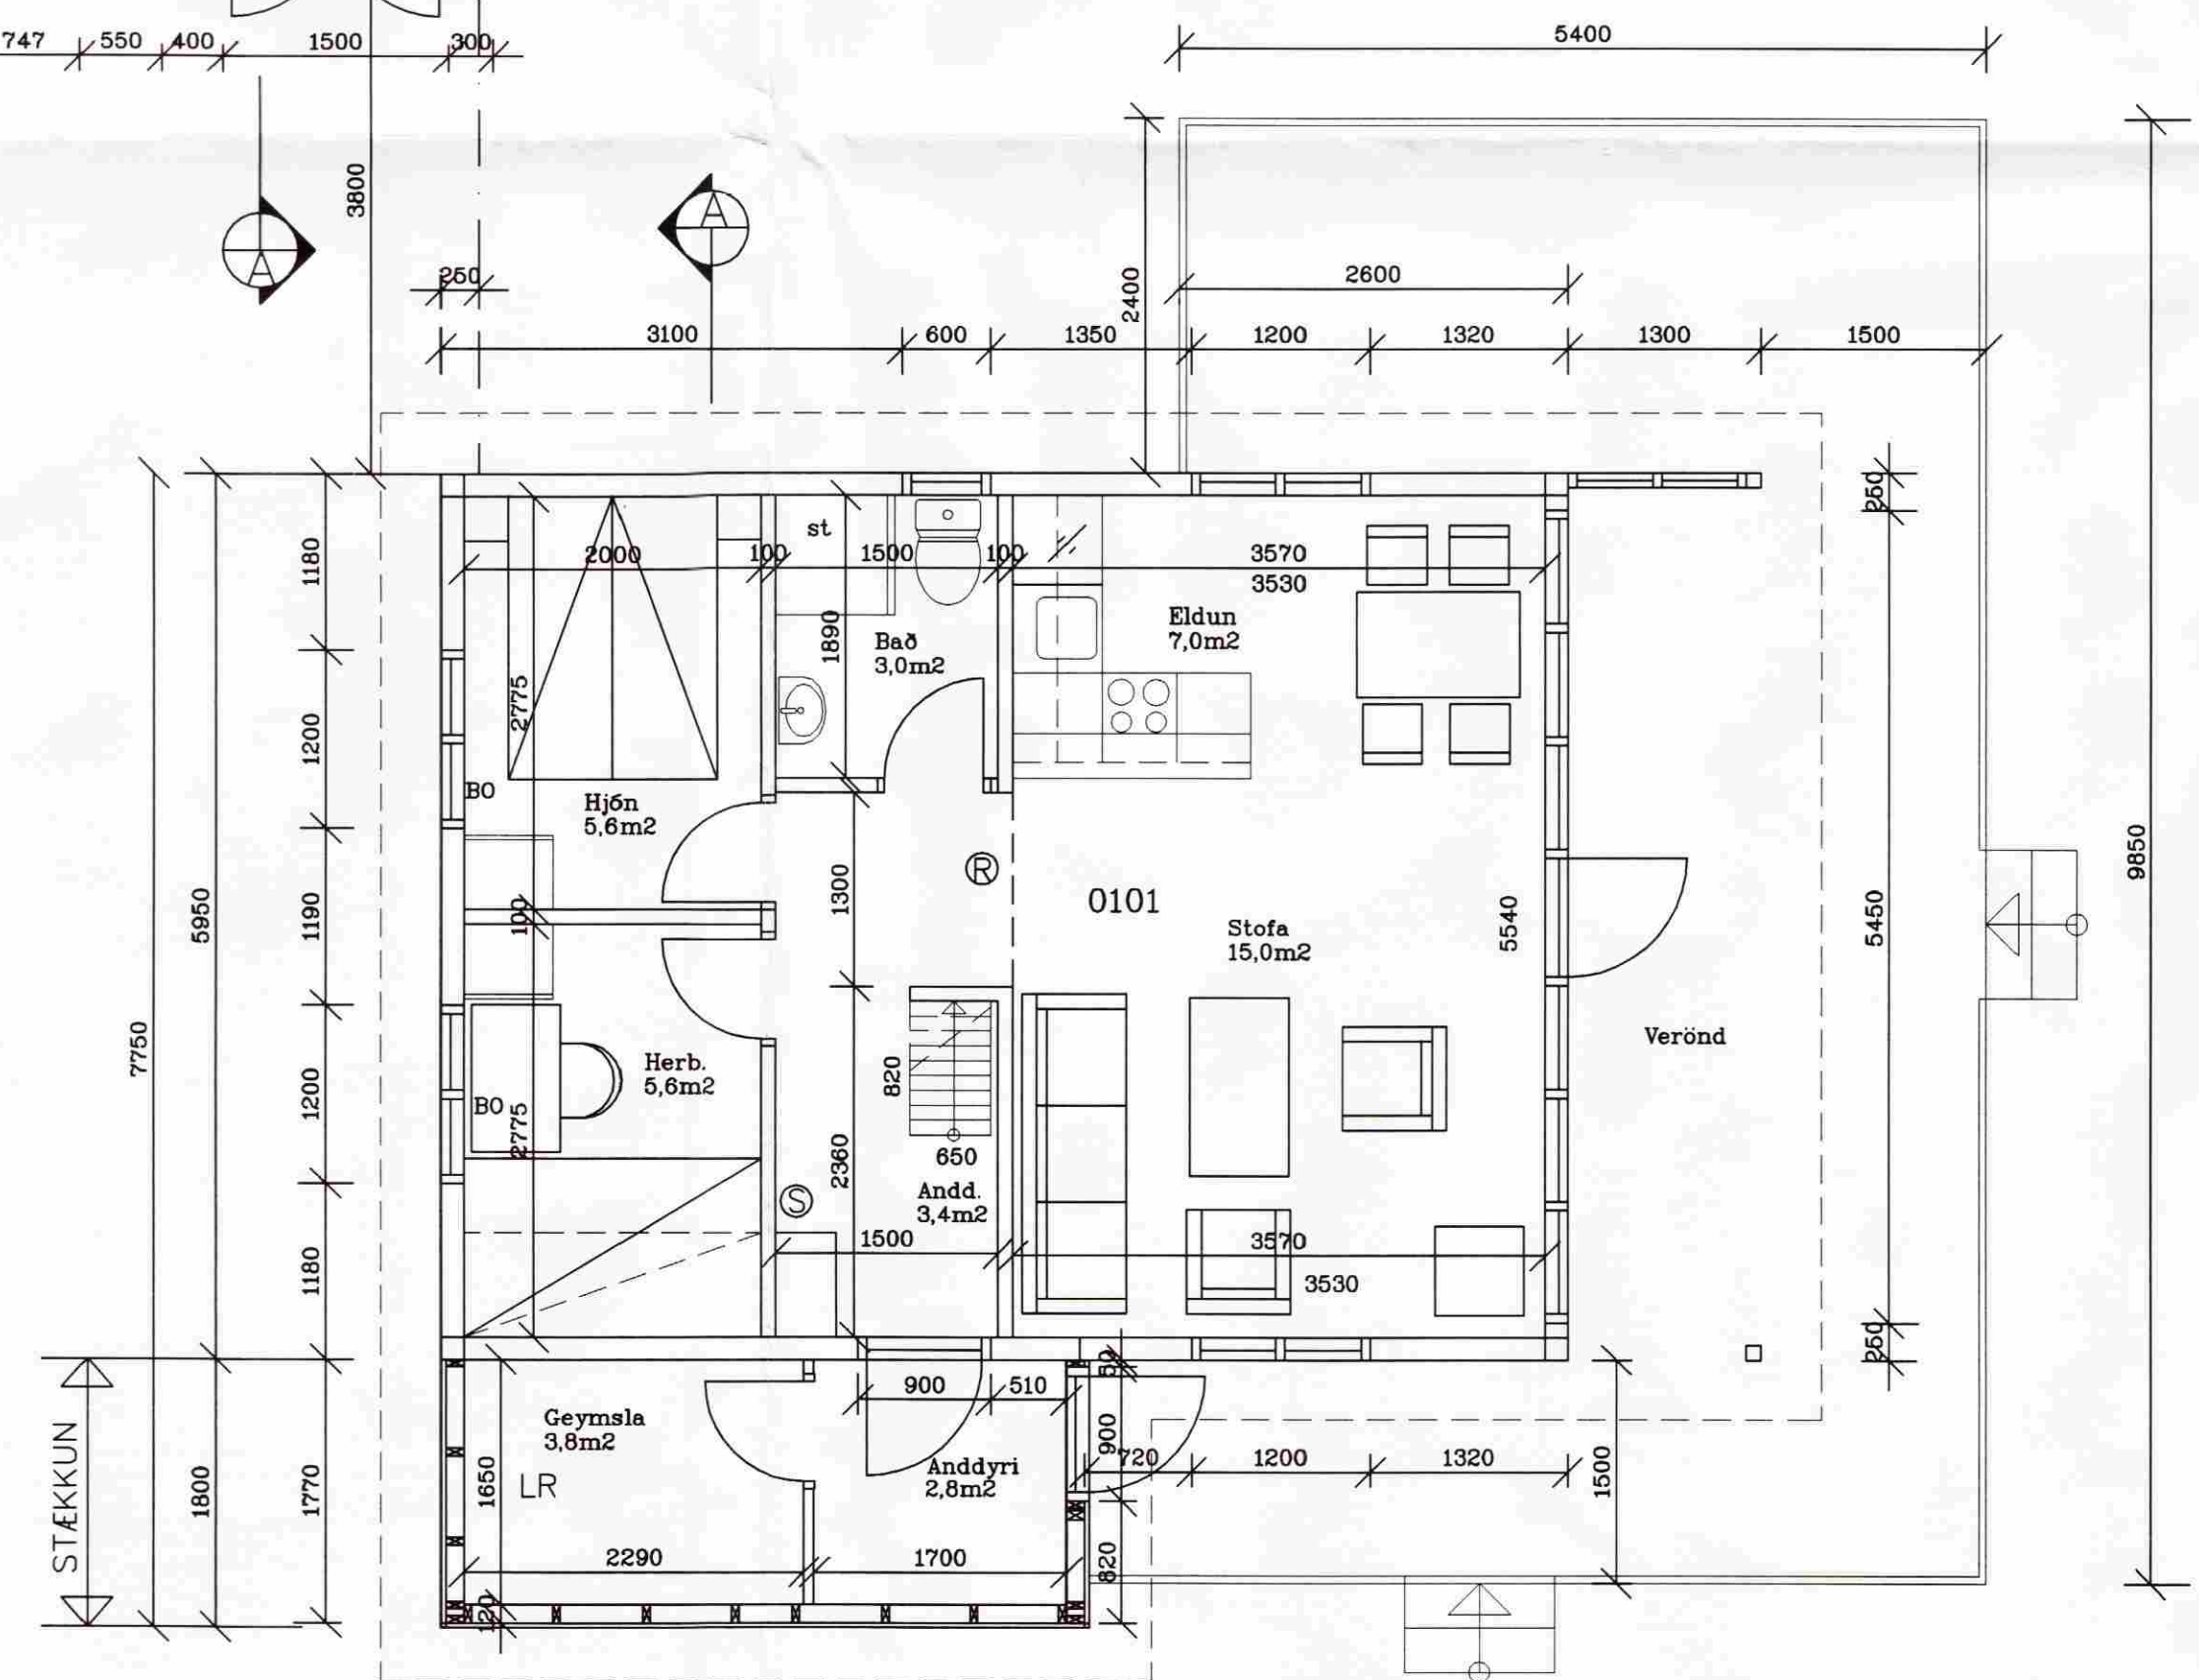 747 550 400 1500 300
5400
3800
A
A
250
2400
2600
3100 600 1350 1200 1320 1300 1500
250
st
2000 100 1500 100 3570
3530
1180
Eldun
7,0m2
1890
Bað
3,0m2
2775
1200
BO
Hjón
5,6m2
9850
1300
R
0101
5950
1190
100
5540
5450
Stofa
15,0m2
Verönd
7750
Herb.
5,6m2
820
1200
BO
2775
2360
650
S
Andd.
3,4m2
1500
3570
3530
1180
250
50
900 510
Geymsla
3,8m2
900
720 1200 1320
1500
STÆKKUN
1800
1770
1650
LR
Anddyri
2,8m2
2290 1700
820
120